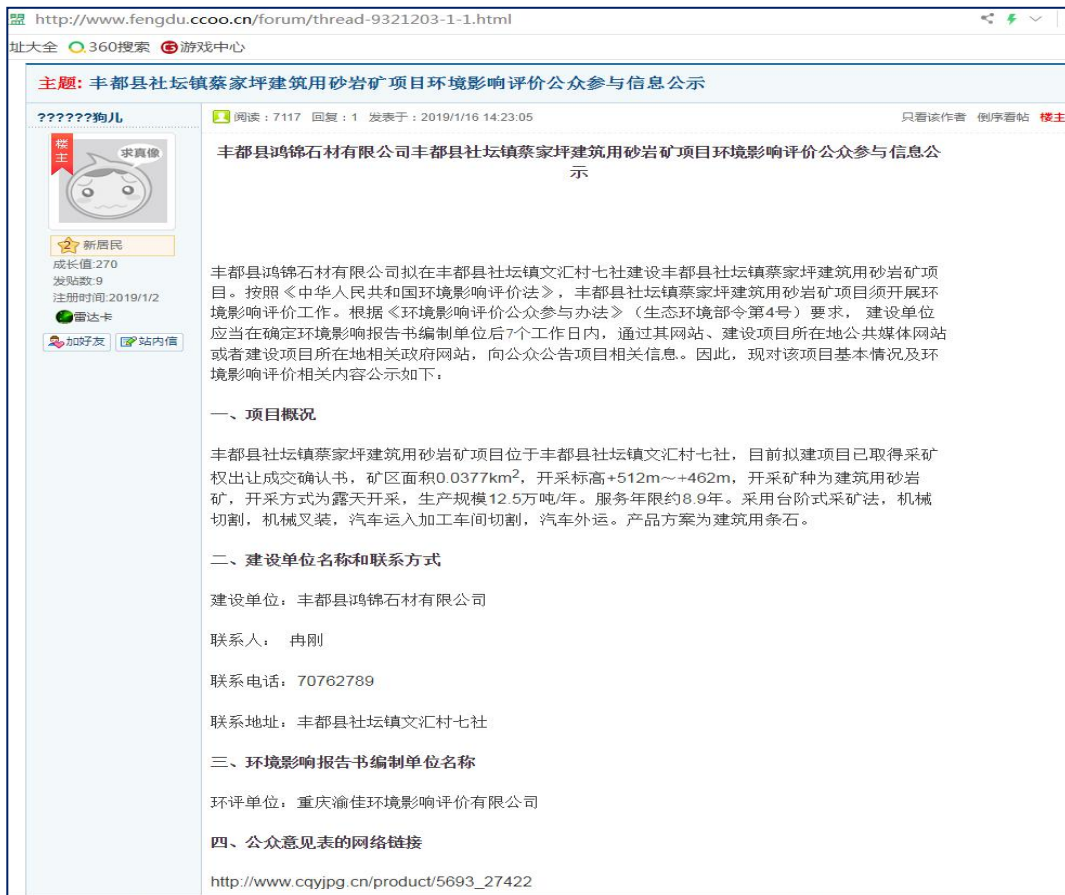 http://www.fengdu.ccoo.cn/forum/thread-9321203-1-1.html
址大全 360搜索 游戏中心
主题: 丰都县社坛镇蔡家坪建筑用砂岩矿项目环境影响评价公众参与信息公示
??????狗儿
阅读：7117 回复：1 发表于：2019/1/16 14:23:05
只看该作者 倒序看帖 楼主
楼主
求真像
2 新居民
成长值:270
发贴数:9
注册时间:2019/1/2
雷达卡
加好友 站内信
丰都县鸿锦石材有限公司丰都县社坛镇蔡家坪建筑用砂岩矿项目环境影响评价公众参与信息公
示
丰都县鸿锦石材有限公司拟在丰都县社坛镇文汇村七社建设丰都县社坛镇蔡家坪建筑用砂岩矿项
目。按照《中华人民共和国环境影响评价法》，丰都县社坛镇蔡家坪建筑用砂岩矿项目须开展环
境影响评价工作。根据《环境影响评价公众参与办法》（生态环境部令第4号）要求， 建设单位
应当在确定环境影响报告书编制单位后7个工作日内，通过其网站、建设项目所在地公共媒体网站
或者建设项目所在地相关政府网站，向公众公告项目相关信息。因此，现对该项目基本情况及环
境影响评价相关内容公示如下：
一、项目概况
丰都县社坛镇蔡家坪建筑用砂岩矿项目位于丰都县社坛镇文汇村七社，目前拟建项目已取得采矿
权出让成交确认书，矿区面积0.0377km²，开采标高+512m～+462m，开采矿种为建筑用砂岩
矿，开采方式为露天开采，生产规模12.5万吨/年。服务年限约8.9年。采用台阶式采矿法，机械
切割，机械叉装，汽车运入加工车间切割，汽车外运。产品方案为建筑用条石。
二、建设单位名称和联系方式
建设单位：丰都县鸿锦石材有限公司
联系人： 冉刚
联系电话：70762789
联系地址：丰都县社坛镇文汇村七社
三、环境影响报告书编制单位名称
环评单位：重庆渝佳环境影响评价有限公司
四、公众意见表的网络链接
http://www.cqyjpg.cn/product/5693_27422